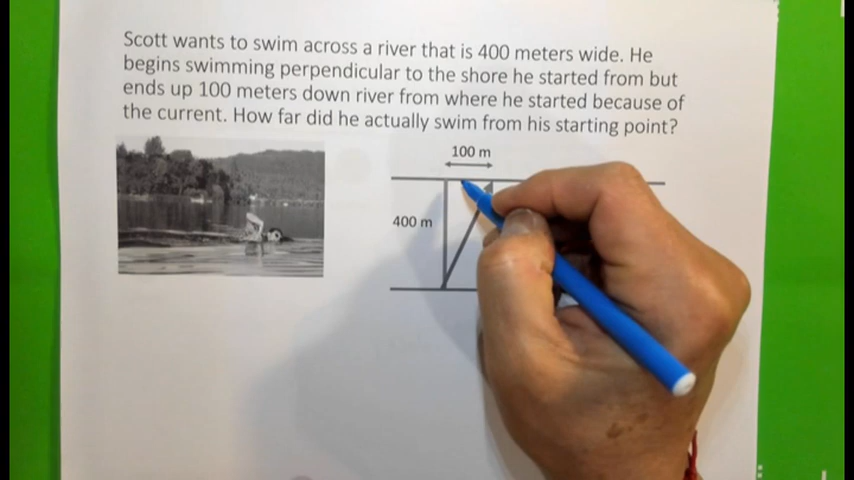 Scott wants to swim across a river that is 400 meters wide. He
begins swimming perpendicular to the shore he started from but
ends up 100 meters down river from where he started because of
the current. How far did he actually swim from his starting point?
100 m
400 m